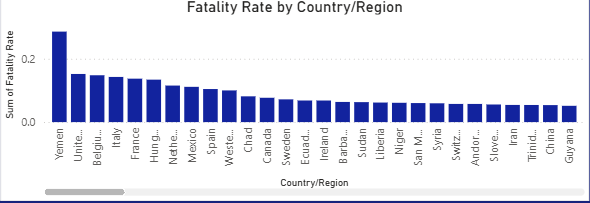 Fatality Rate by Country/Region
Sum of Fatality Rate
0.2
0.0
Yemen
Unite...
Belgiu...
Italy
France
Hung...
Nethe...
Mexico
Spain
Weste...
Chad
Canada
Sweden
Ecuad...
Ireland
Barba...
Sudan
Liberia
Niger
San M...
Syria
Switz...
Andor...
Slove...
Iran
Trinid...
China
Guyana
Country/Region